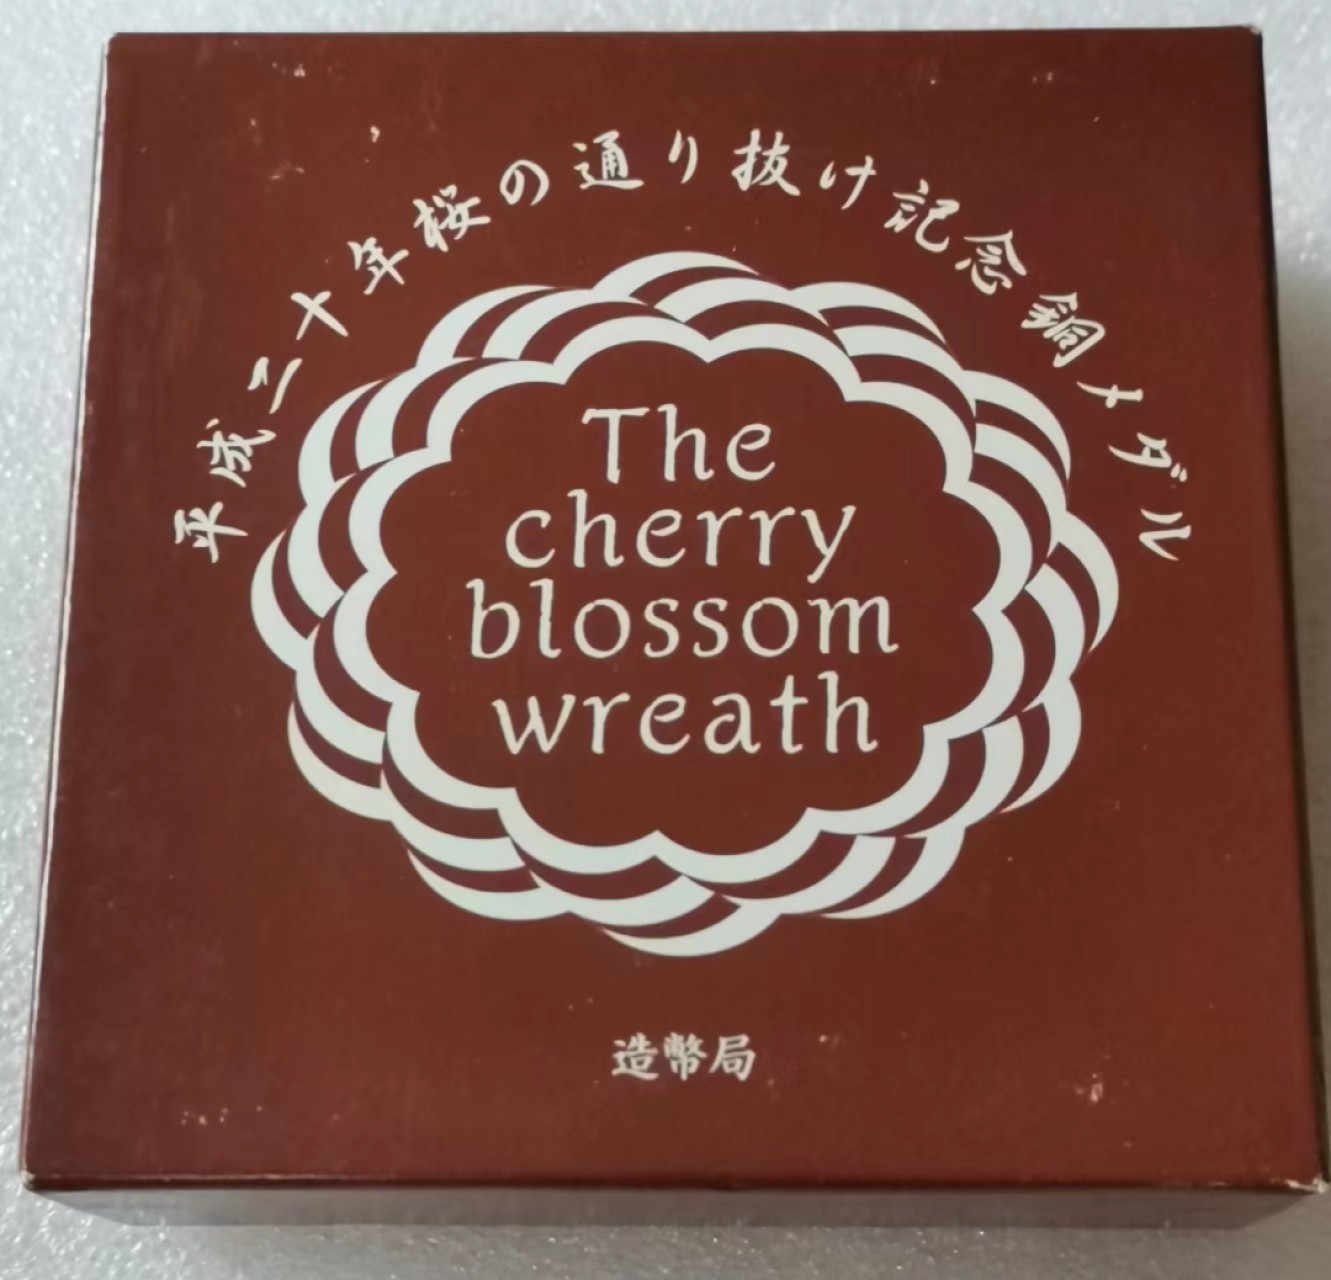 平成二十年桜の通り抜け記念銅メダル
The
cherry
blossom
wreath
造幣局